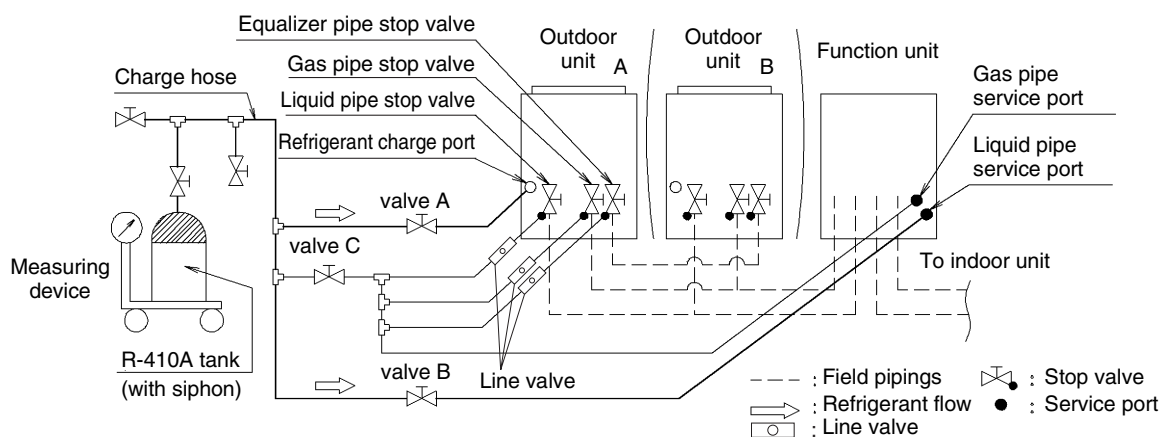 Equalizer pipe stop valve
Gas pipe stop valve
Liquid pipe stop valve
Refrigerant charge port
Charge hose
Outdoor
unit A
Outdoor
unit B
Function unit
Gas pipe
service port
Liquid pipe
service port
valve A
valve C
Measuring
device
To indoor unit
R-410A tank
(with siphon)
valve B
Line valve
: Field pipings
: Stop valve
: Refrigerant flow
: Service port
: Line valve